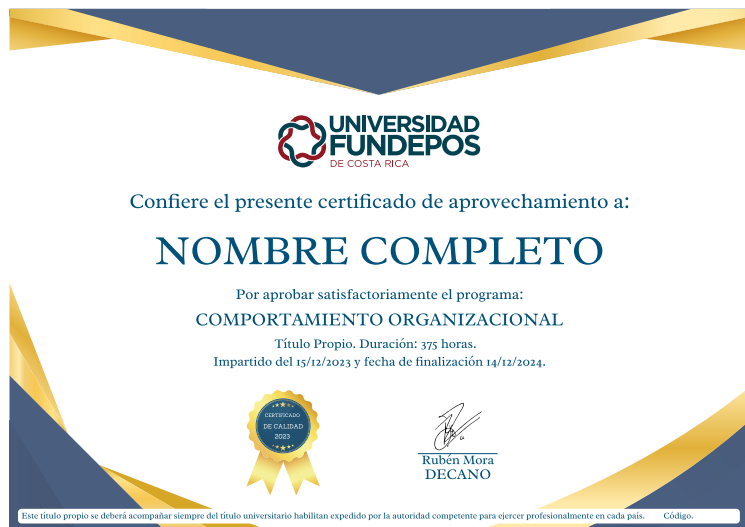 UNIVERSIDAD
FUNDEPOS
DE COSTA RICA
Confiere el presente certificado de aprovechamiento a:
NOMBRE COMPLETO
Por aprobar satisfactoriamente el programa:
COMPORTAMIENTO ORGANIZACIONAL
Título Propio. Duración: 375 horas.
Impartido del 15/12/2023 y fecha de finalización 14/12/2024.
CERTIFICADO
DE CALIDAD
2023
Rubén Mora
DECANO
Este título propio se deberá acompañar siempre del título universitario habilitan expedido por la autoridad competente para ejercer profesionalmente en cada país. Código.